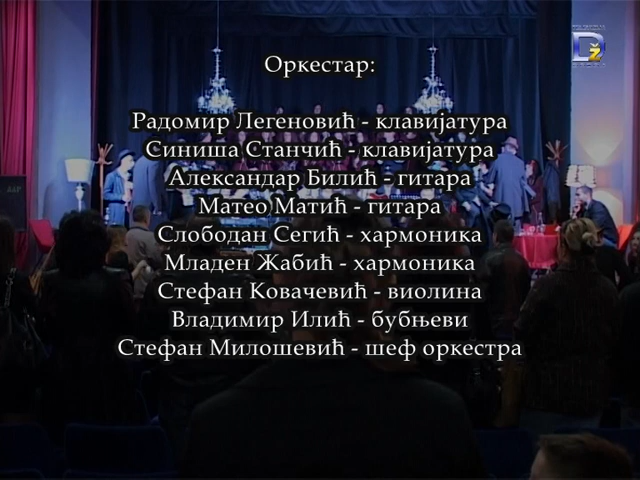 Оркестар:
Радомир Легеновић - клавијатура
Синиша Станчић - клавијатура
Александар Билић - гитара
Матео Матић - гитара
Слободан Сегић - хармоника
Младен Жабић - хармоника
Стефан Ковачевић - виолина
Владимир Илић - бубњеви
Стефан Милошевић - шеф оркестра